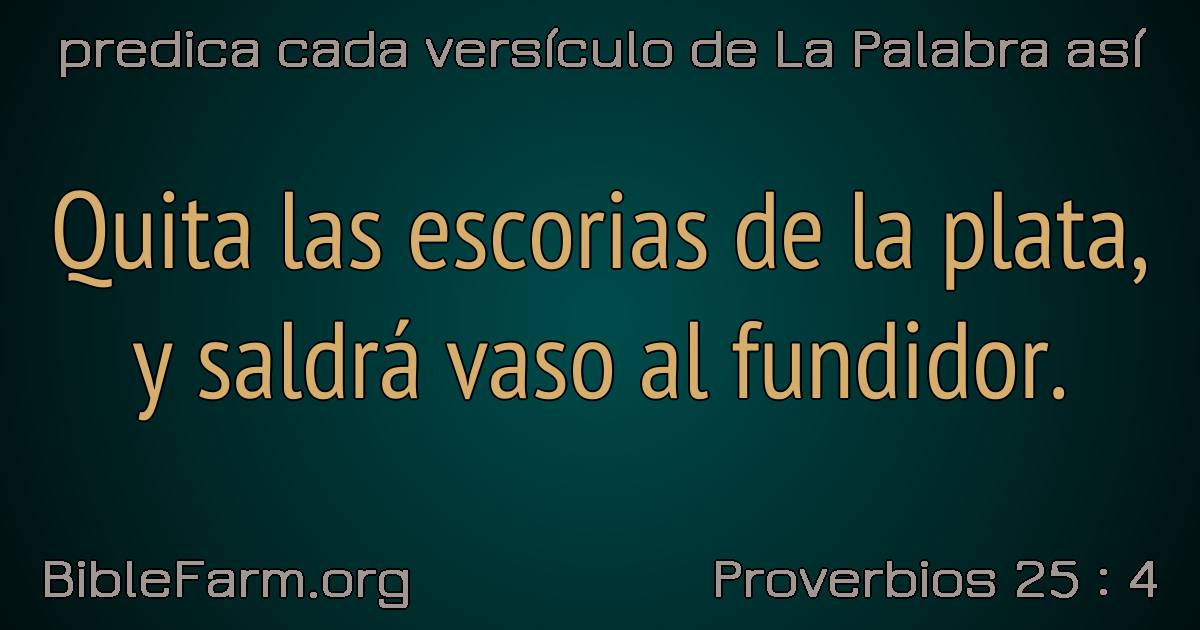 predica cada versículo de La Palabra así
Quita las escorias de la plata,
y saldrá vaso al fundidor.
BibleFarm.org
Proverbios 25 : 4